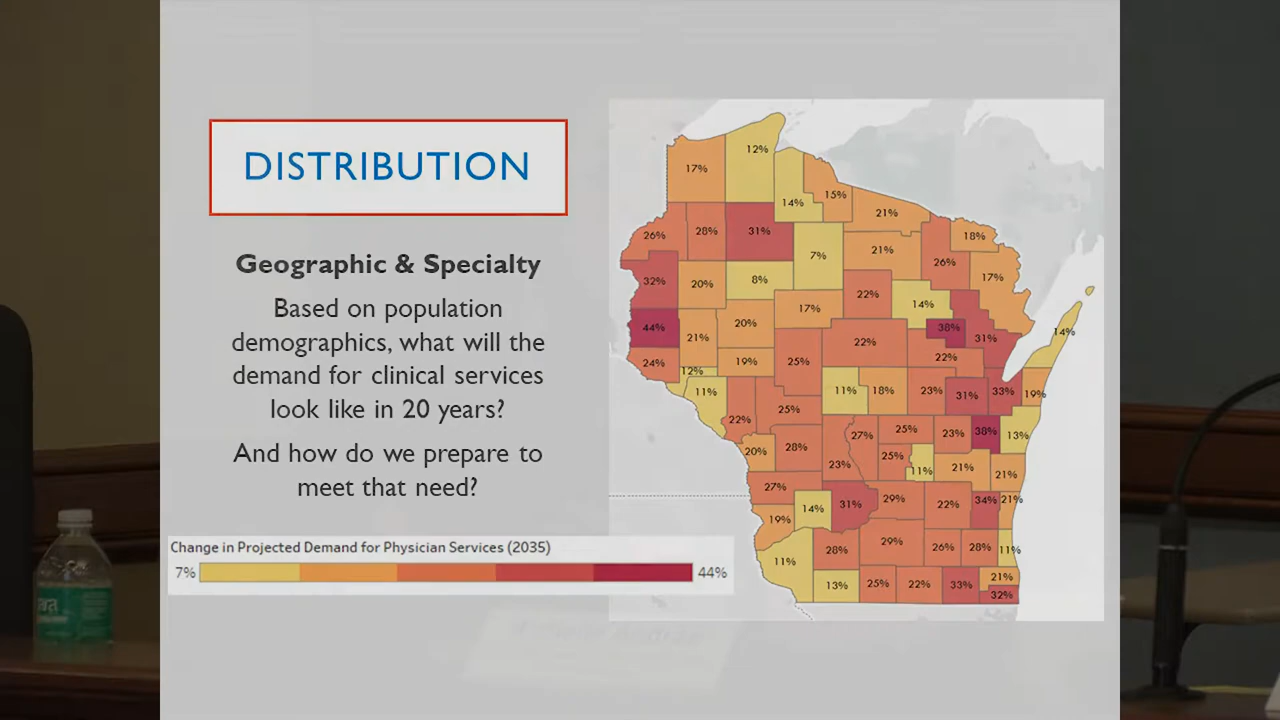 DISTRIBUTION
Geographic & Specialty
Based on population
demographics, what will the
demand for clinical services
look like in 20 years?
And how do we prepare to
meet that need?
Change in Projected Demand for Physician Services (2035)
7% 44%
12%
17%
14%
15%
21%
26% 28% 31%
7%
21%
26%
18%
32% 20% 8%
22%
14%
17%
17%
44% 21% 20%
22%
38% 31%
14%
24% 12% 19% 25%
22%
11%
11% 18% 23% 31% 33% 19%
22% 25%
27% 25% 23% 38% 13%
20% 28% 23% 25% 11% 21% 21%
27%
19% 14% 31% 29% 22% 34% 21%
11% 28% 29% 26% 28% 11%
13% 25% 22% 33% 21%
32%